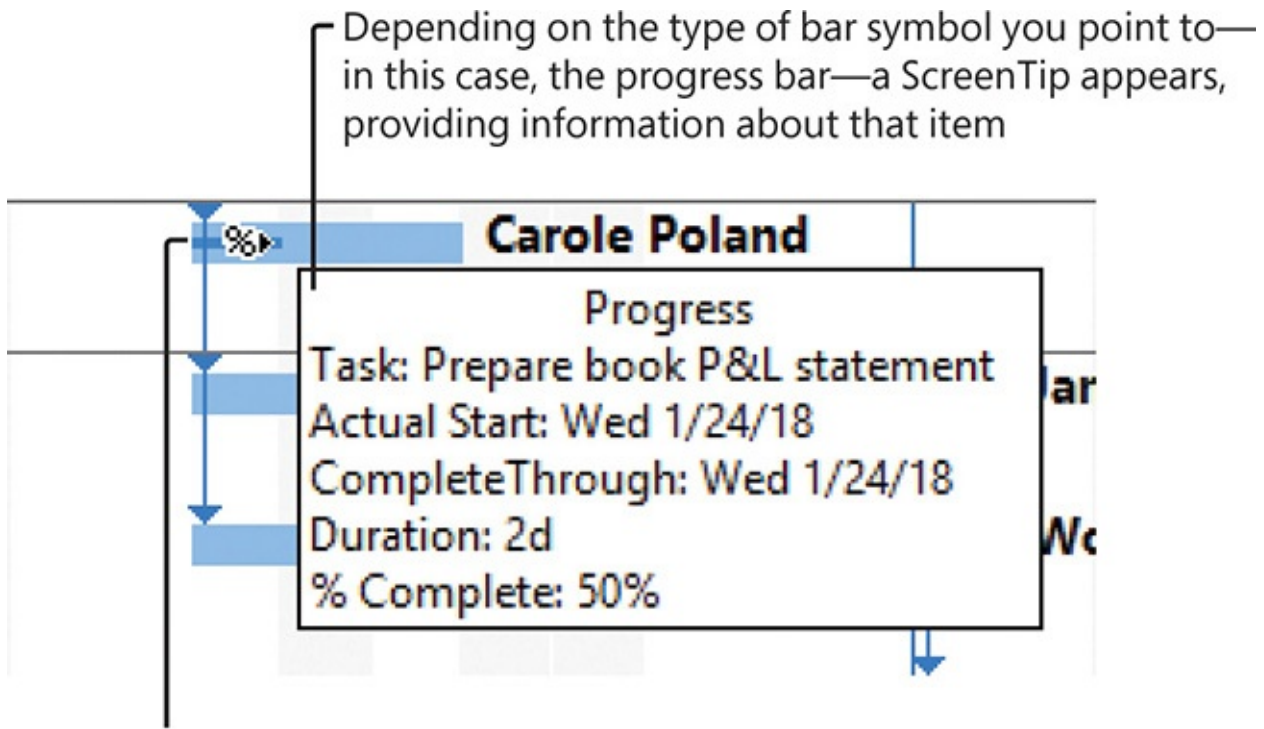 Depending on the type of bar symbol you point to—
in this case, the progress bar—a ScreenTip appears,
providing information about that item
%
Carole Poland
Progress
Task: Prepare book P&L statement
Actual Start: Wed 1/24/18
CompleteThrough: Wed 1/24/18
Duration: 2d
% Complete: 50%